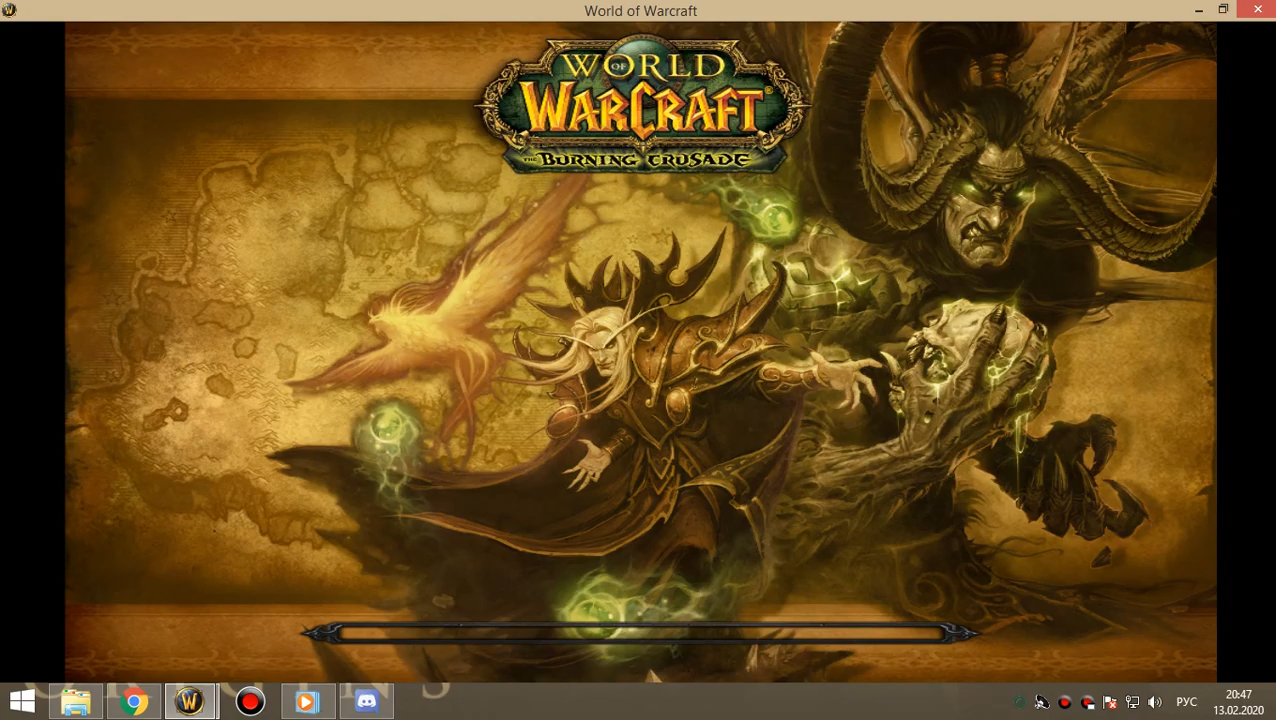 World of Warcraft
WORLD
OF
WARCRAFT®
THE BURNING CRUSADE
РУС
20:47
13.02.2020